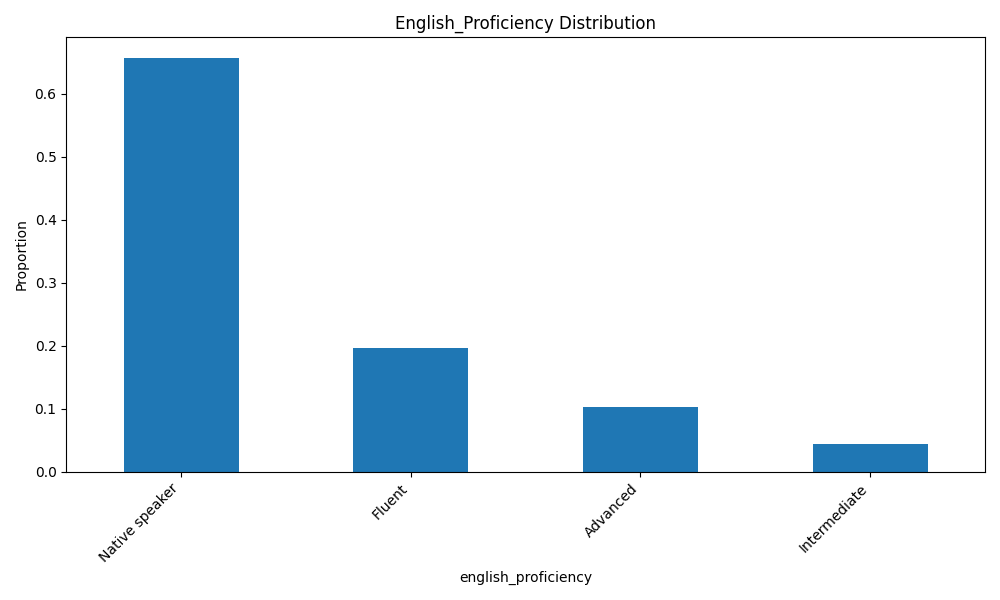 English_Proficiency Distribution
Proportion
0.6
0.5
0.4
0.3
0.2
0.1
0.0
Native speaker
Fluent
Advanced
Intermediate
english_proficiency